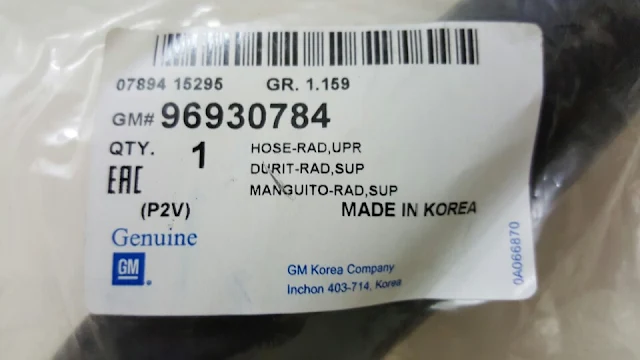 07894 15295 GR. 1.159
GM# 96930784
QTY. 1 HOSE-RAD,UPR
DURIT-RAD,SUP
MANGUITO-RAD,SUP
EAC
(P2V) MADE IN KOREA
Genuine
GM
GM Korea Company
Inchon 403-714, Korea
0A066870